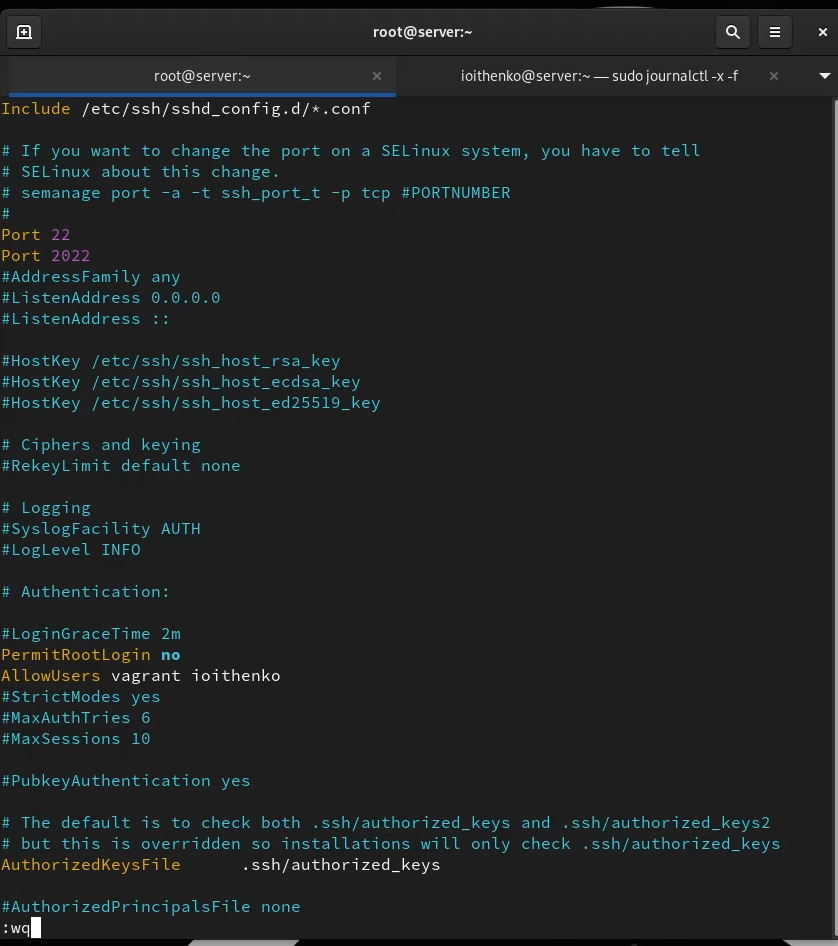 root@server:~
root@server:~
ioithenko@server:~ — sudo journalctl -x -f
Include /etc/ssh/sshd_config.d/*.conf
# If you want to change the port on a SELinux system, you have to tell
# SELinux about this change.
# semanage port -a -t ssh_port_t -p tcp #PORTNUMBER
#
Port 22
Port 2022
#AddressFamily any
#ListenAddress 0.0.0.0
#ListenAddress ::
#HostKey /etc/ssh/ssh_host_rsa_key
#HostKey /etc/ssh/ssh_host_ecdsa_key
#HostKey /etc/ssh/ssh_host_ed25519_key
# Ciphers and keying
#RekeyLimit default none
# Logging
#SyslogFacility AUTH
#LogLevel INFO
# Authentication:
#LoginGraceTime 2m
PermitRootLogin no
AllowUsers vagrant ioithenko
#StrictModes yes
#MaxAuthTries 6
#MaxSessions 10
#PubkeyAuthentication yes
# The default is to check both .ssh/authorized_keys and .ssh/authorized_keys2
# but this is overridden so installations will only check .ssh/authorized_keys
AuthorizedKeysFile      .ssh/authorized_keys
#AuthorizedPrincipalsFile none
:wq